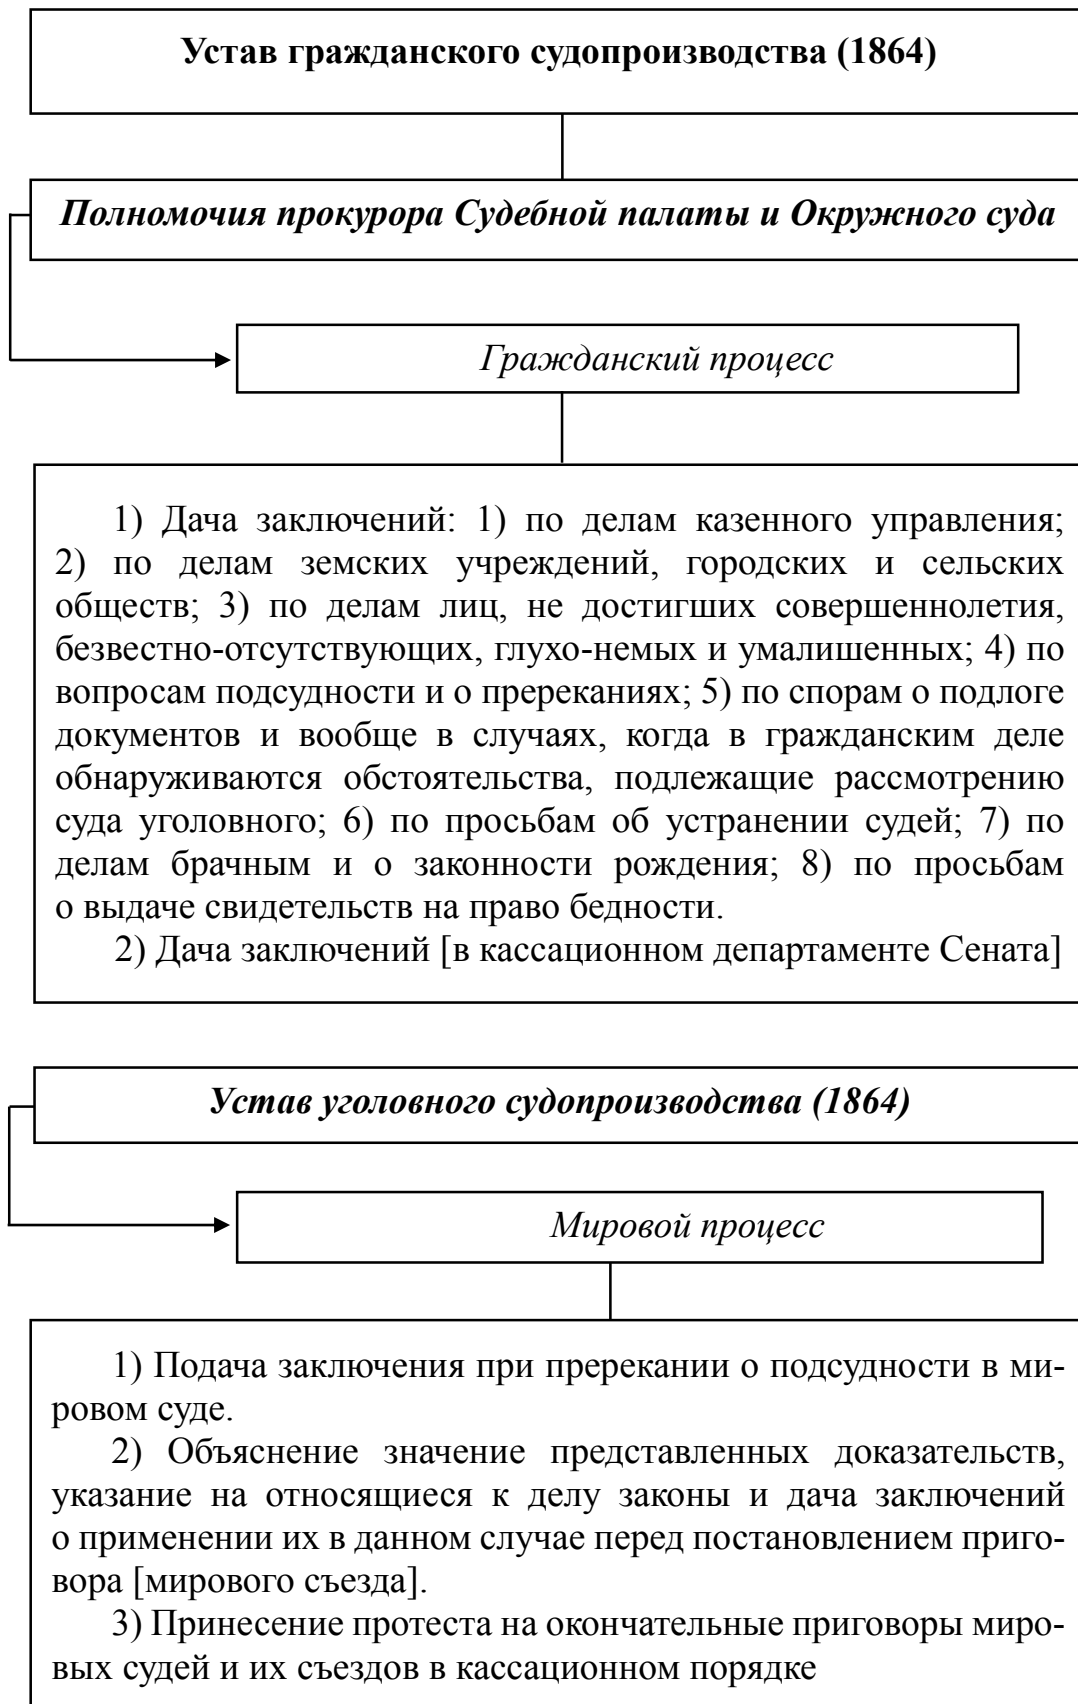 Устав гражданского судопроизводства (1864)
Полномочия прокурора Судебной палаты и Окружного суда
Гражданский процесс
1) Дача заключений: 1) по делам казенного управления;
2) по делам земских учреждений, городских и сельских
обществ; 3) по делам лиц, не достигших совершеннолетия,
безвестно-отсутствующих, глухо-немых и умалишенных; 4) по
вопросам подсудности и о пререканиях; 5) по спорам о подлоге
документов и вообще в случаях, когда в гражданским деле
обнаруживаются обстоятельства, подлежащие рассмотрению
суда уголовного; 6) по просьбам об устранении судей; 7) по
делам брачным и о законности рождения; 8) по просьбам
о выдаче свидетельств на право бедности.
2) Дача заключений [в кассационном департаменте Сената]
Устав уголовного судопроизводства (1864)
Мировой процесс
1) Подача заключения при пререкании о подсудности в ми-
ровом суде.
2) Объяснение значение представленных доказательств,
указание на относящиеся к делу законы и дача заключений
о применении их в данном случае перед постановлением приго-
вора [мирового съезда].
3) Принесение протеста на окончательные приговоры миро-
вых судей и их съездов в кассационном порядке